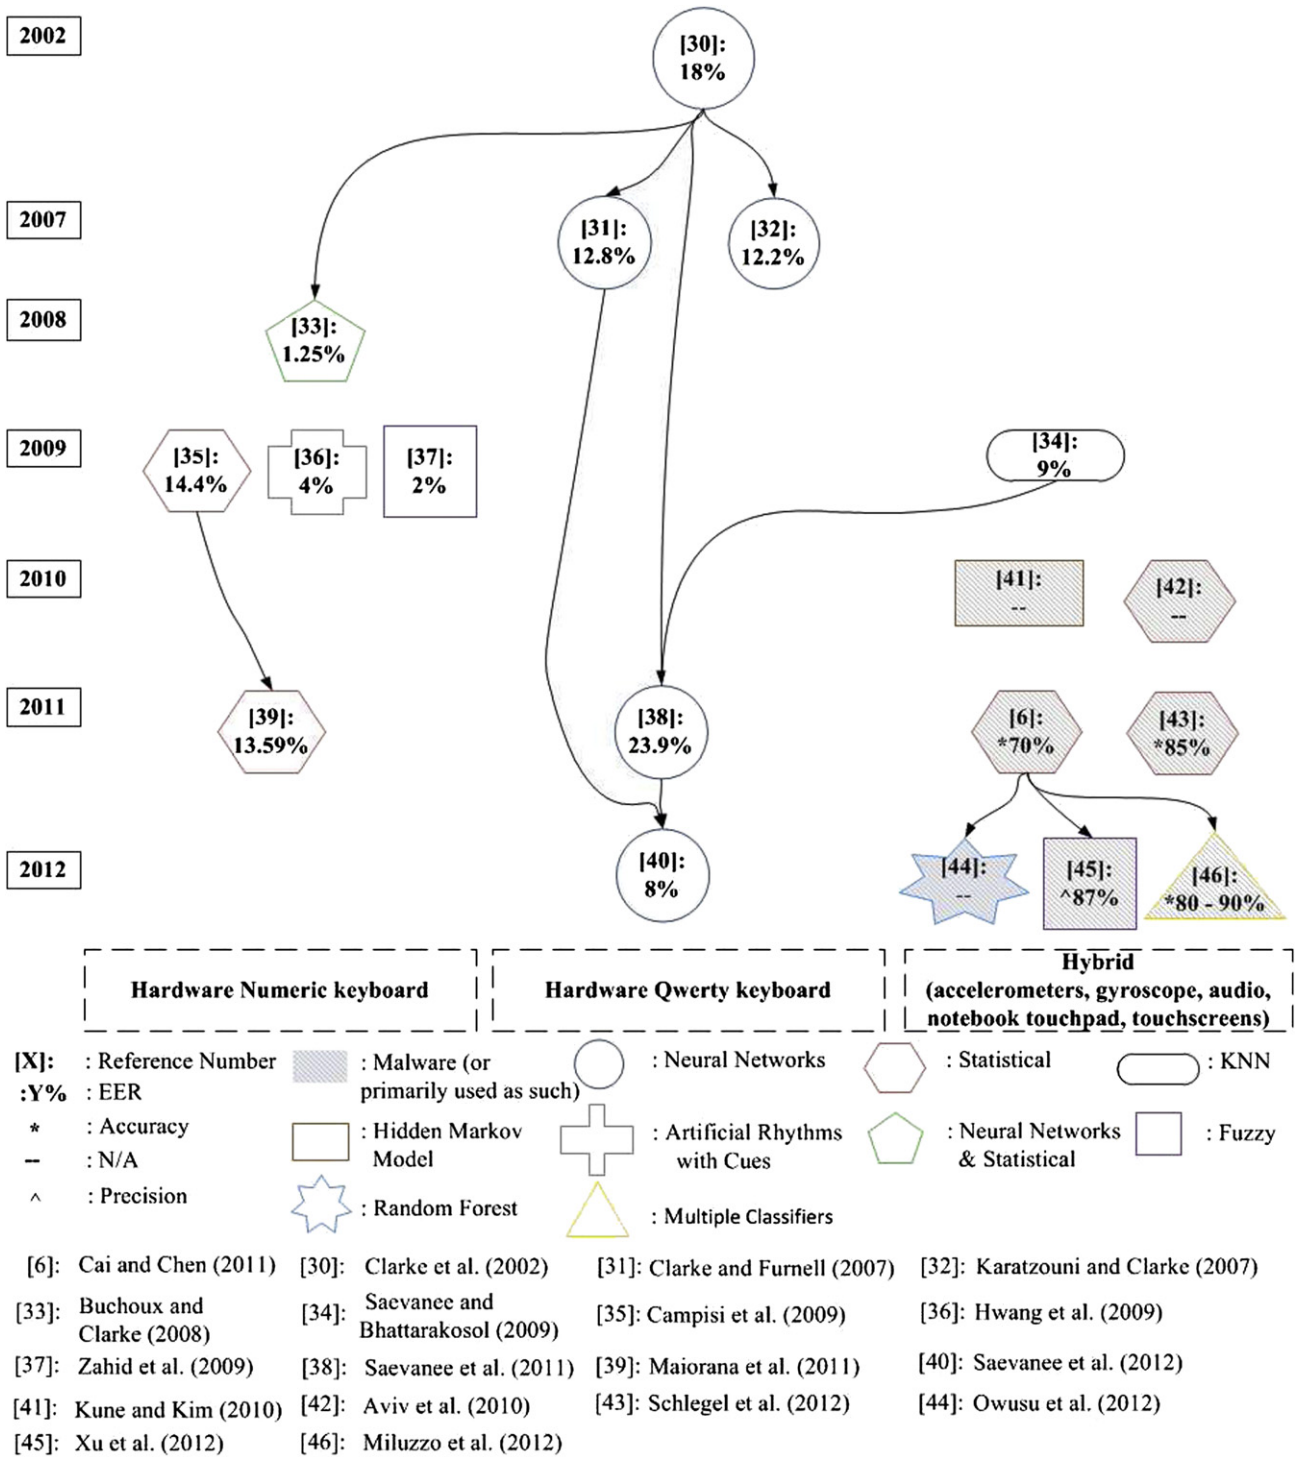 2002
[30]:
18%
2007
[31]:
12.8%
[32]:
12.2%
2008
[33]:
1.25%
2009
[35]:
14.4%
[36]:
4%
[37]:
2%
[34]:
9%
2010
[41]:
--
[42]:
--
2011
[39]:
13.59%
[38]:
23.9%
[6]:
*70%
[43]:
*85%
2012
[40]:
8%
[44]:
--
[45]:
^87%
[46]:
*80 - 90%
Hardware Numeric keyboard
Hardware Qwerty keyboard
Hybrid
(accelerometers, gyroscope, audio,
notebook touchpad, touchscreens)
[X]: : Reference Number
:Y% : EER
* : Accuracy
-- : N/A
^ : Precision
: Malware (or
primarily used as such)
: Hidden Markov
Model
: Random Forest
: Neural Networks
: Artificial Rhythms
with Cues
: Multiple Classifiers
: Statistical
: Neural Networks
& Statistical
: KNN
: Fuzzy
[6]: Cai and Chen (2011) [30]: Clarke et al. (2002) [31]: Clarke and Furnell (2007) [32]: Karatzouni and Clarke (2007)
[33]: Buchoux and
Clarke (2008)
[34]: Saevanee and
Bhattarakosol (2009)
[35]: Campisi et al. (2009) [36]: Hwang et al. (2009)
[37]: Zahid et al. (2009) [38]: Saevanee et al. (2011) [39]: Maiorana et al. (2011) [40]: Saevanee et al. (2012)
[41]: Kune and Kim (2010) [42]: Aviv et al. (2010) [43]: Schlegel et al. (2012) [44]: Owusu et al. (2012)
[45]: Xu et al. (2012) [46]: Miluzzo et al. (2012)